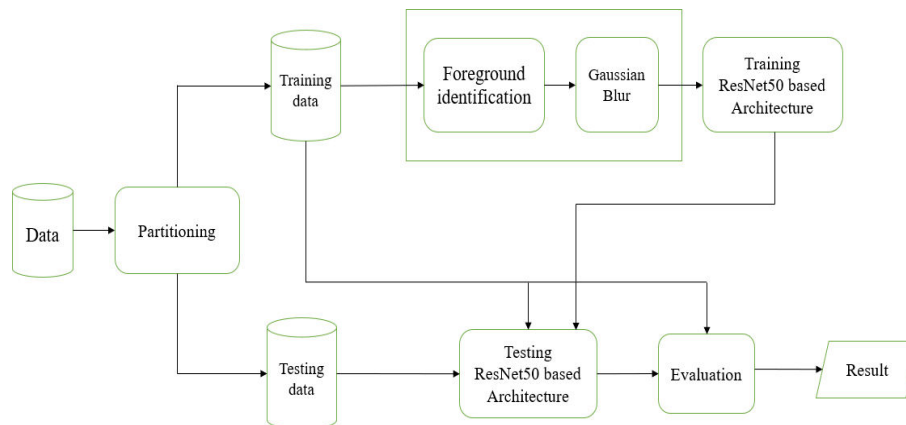 Training
data
Foreground
identification
Gaussian
Blur
Training
ResNet50 based
Architecture
Data
Partitioning
Testing
data
Testing
ResNet50 based
Architecture
Evaluation
Result